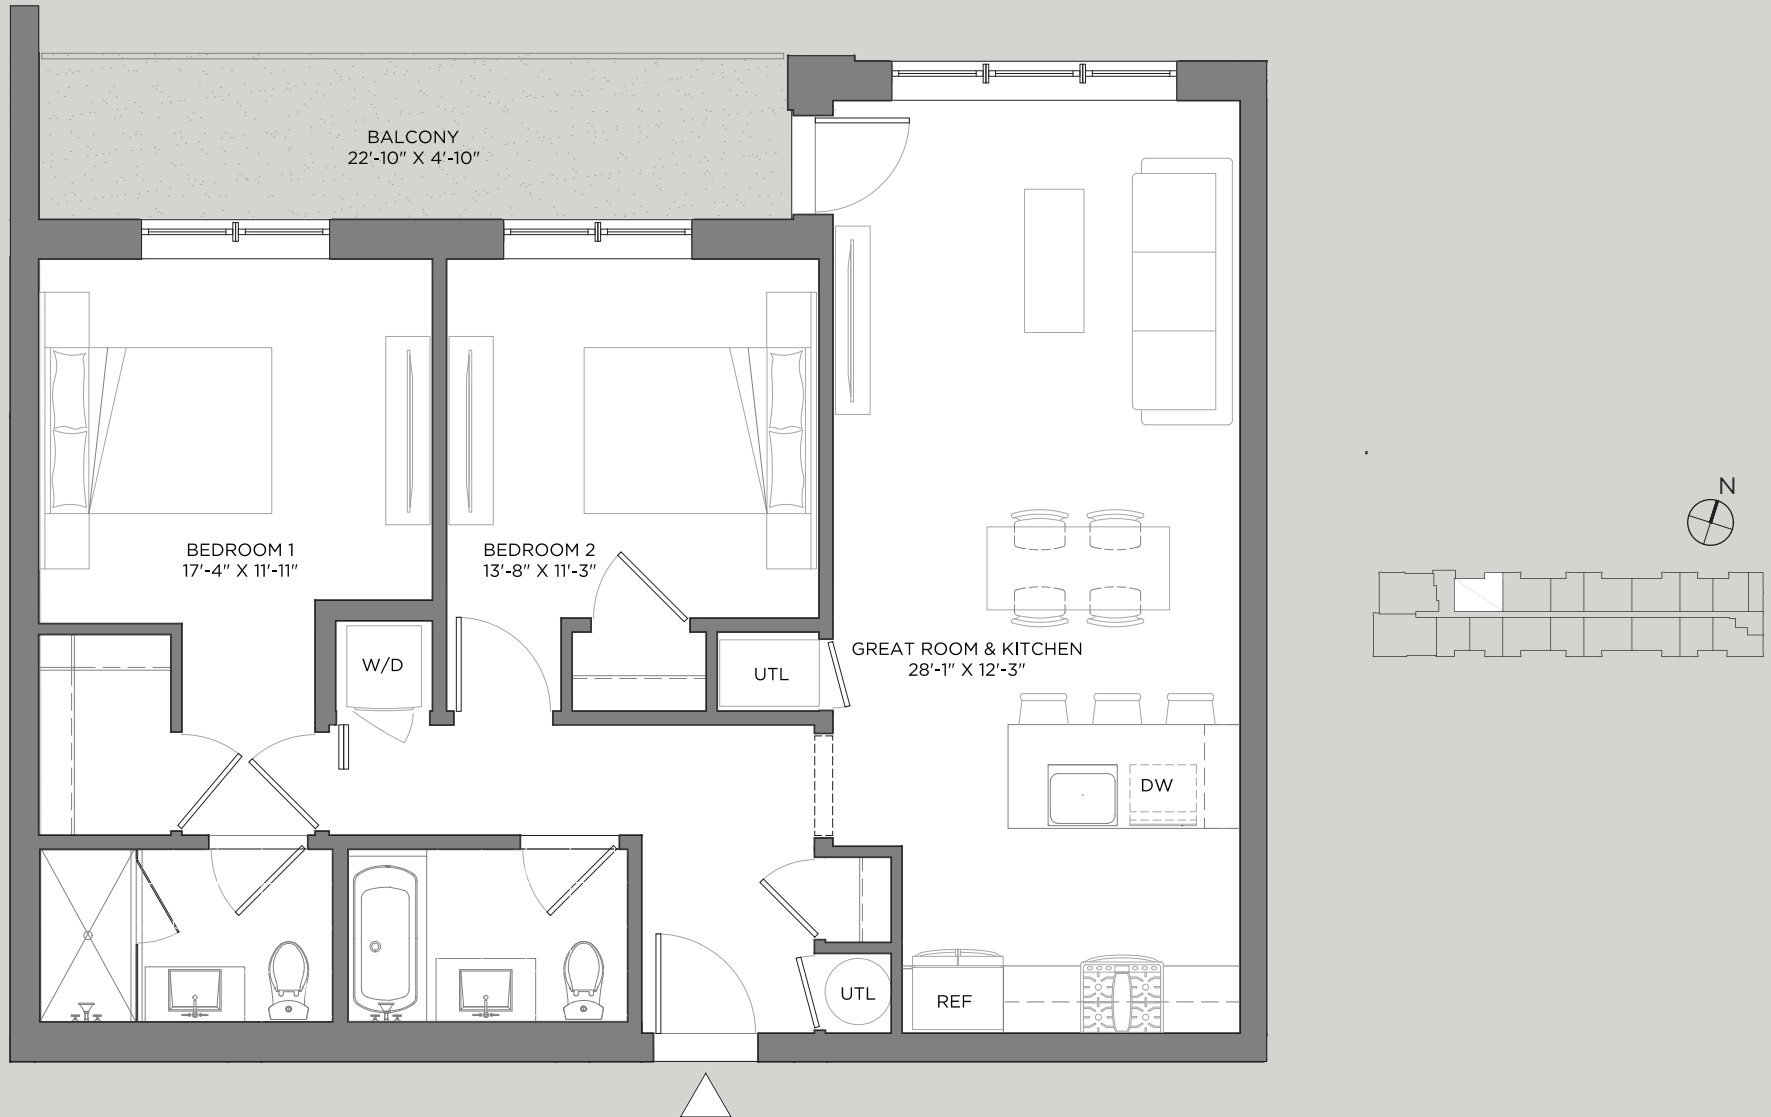 BALCONY
22'-10" X 4'-10"
N
BEDROOM 1
17'-4" X 11'-11"
BEDROOM 2
13'-8" X 11'-3"
W/D
UTL
GREAT ROOM & KITCHEN
28'-1" X 12'-3"
DW
UTL
REF